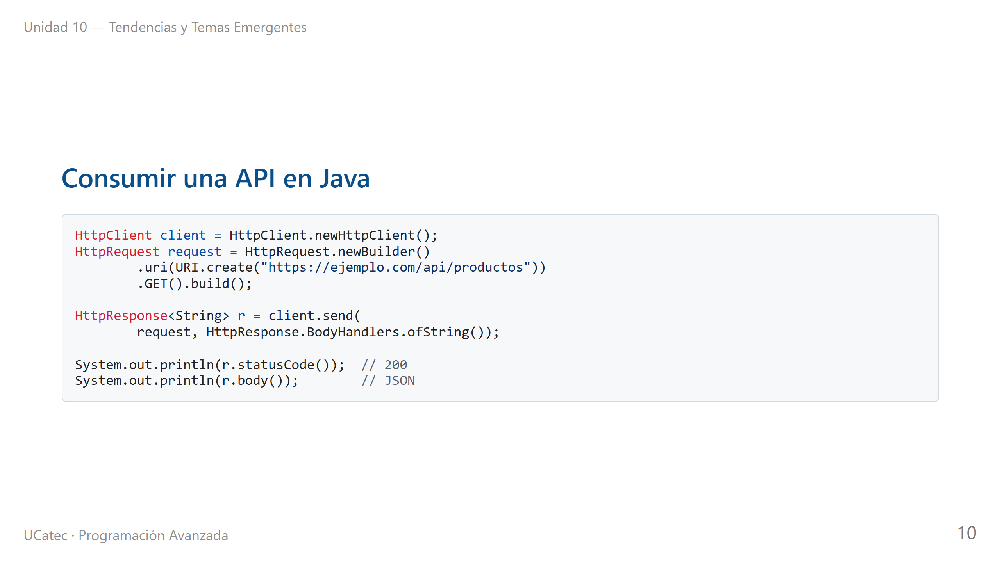 Unidad 10 — Tendencias y Temas Emergentes
Consumir una API en Java
HttpClient client = HttpClient.newHttpClient();
HttpRequest request = HttpRequest.newBuilder()
        .uri(URI.create("https://ejemplo.com/api/productos"))
        .GET().build();
HttpResponse<String> r = client.send(
        request, HttpResponse.BodyHandlers.ofString());
System.out.println(r.statusCode());  // 200
System.out.println(r.body());        // JSON
UCatec · Programación Avanzada
10